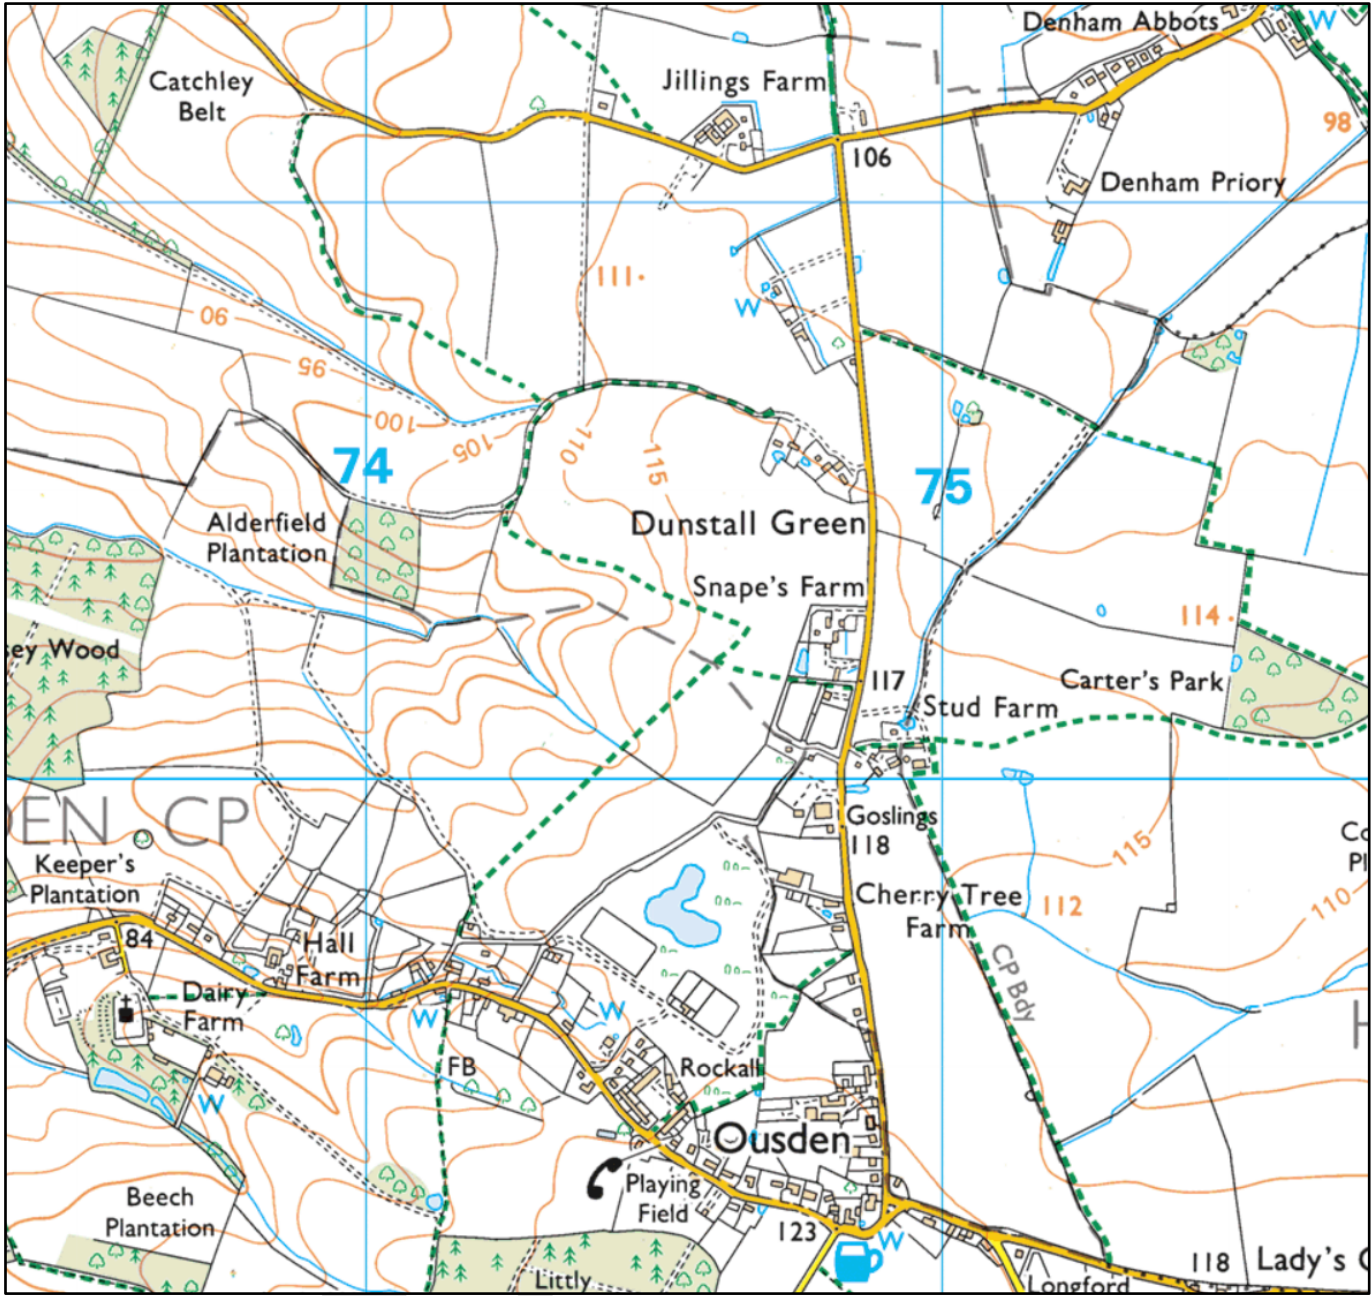 Denham Abbots
W
Catchley
Belt
Jillings Farm
98
106
Denham Priory
111
W
90
95
100
105
110
115
74
75
Alderfield
Plantation
Dunstall Green
Snape's Farm
114
sey Wood
117
Carter's Park
Stud Farm
DEN CP
Goslings
118
115
Keeper's
Plantation
Cherry Tree
Farm
112
110
84
Hall
Farm
CP Bdy
Dairy
Farm
W
W
FB
Rockall
W
Ousden
Playing
Field
Beech
Plantation
123
W
118
Lady's
Littly
Longford